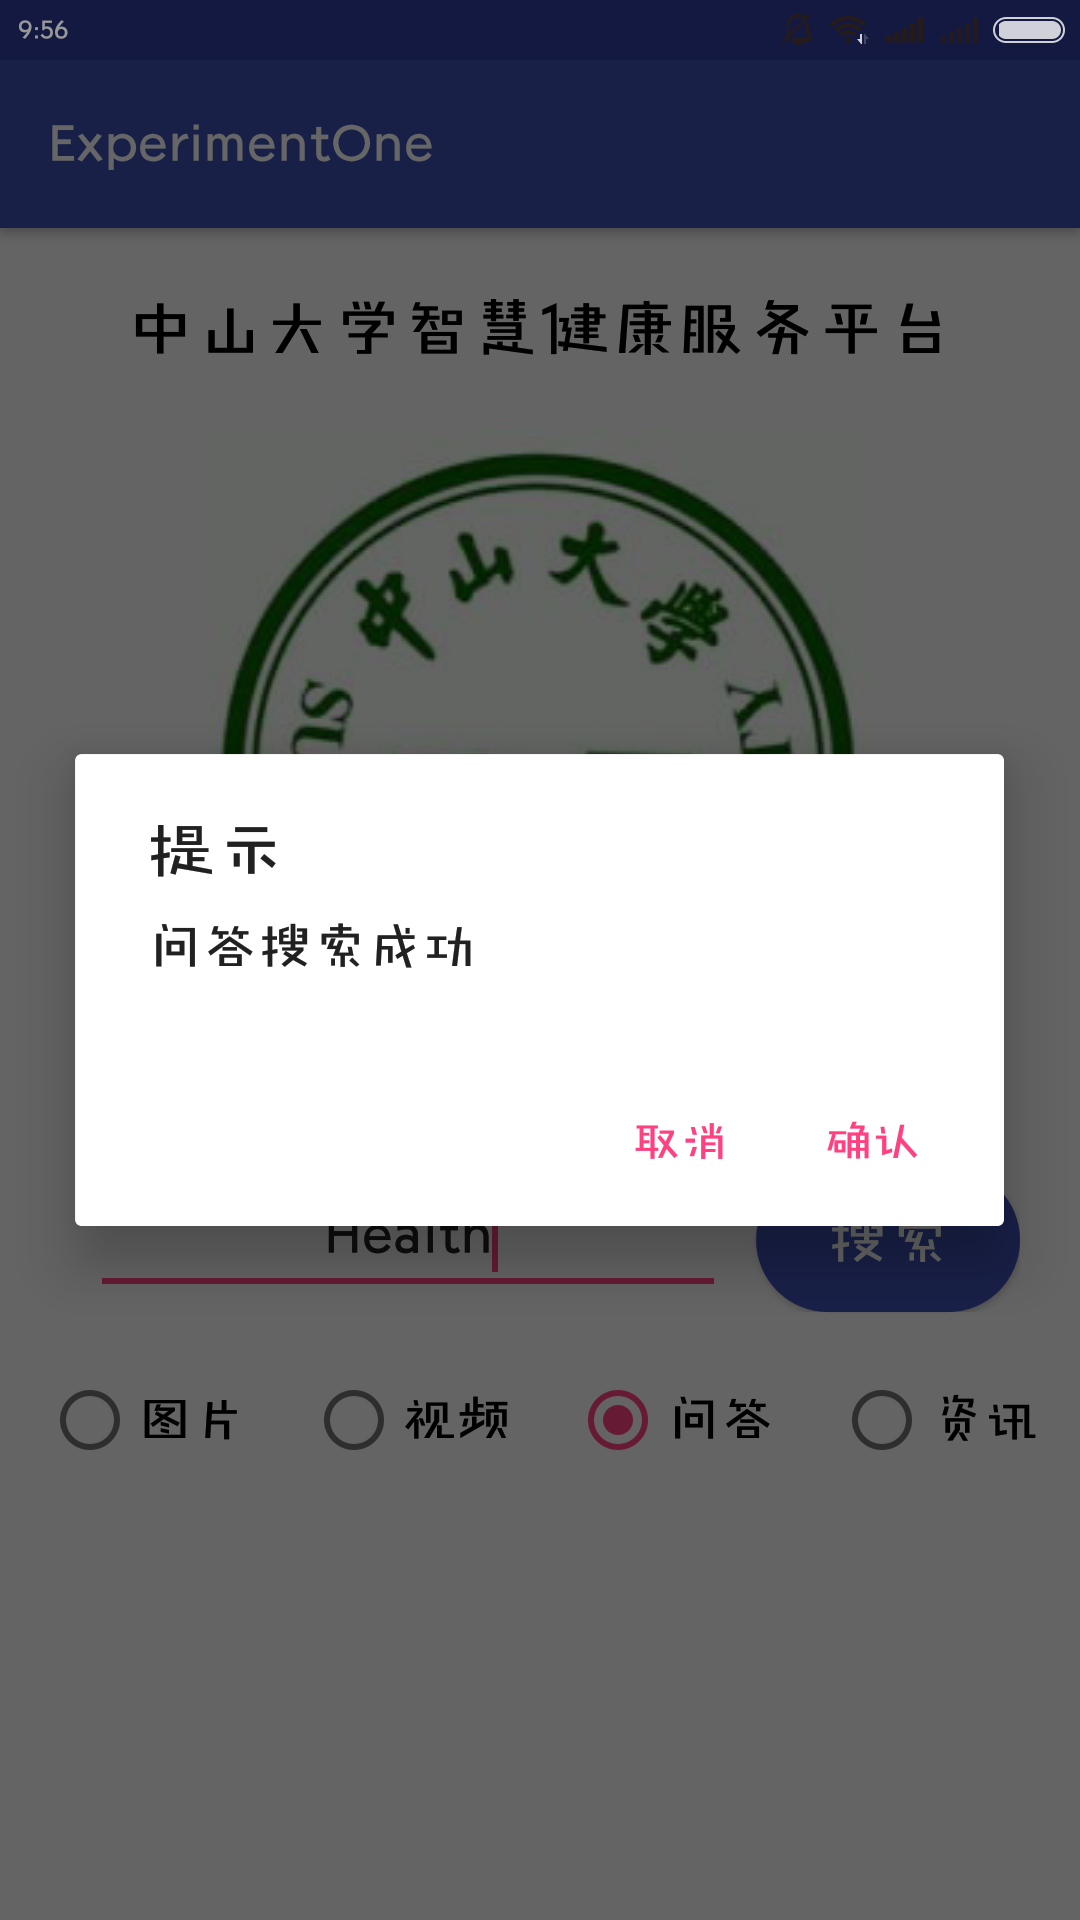 9:56
ExperimentOne
中山大学智慧健康服务平台
中山大学
SU
TY
提示
问答搜索成功
取消 确认
Health
搜索
图片 视频 问答 资讯